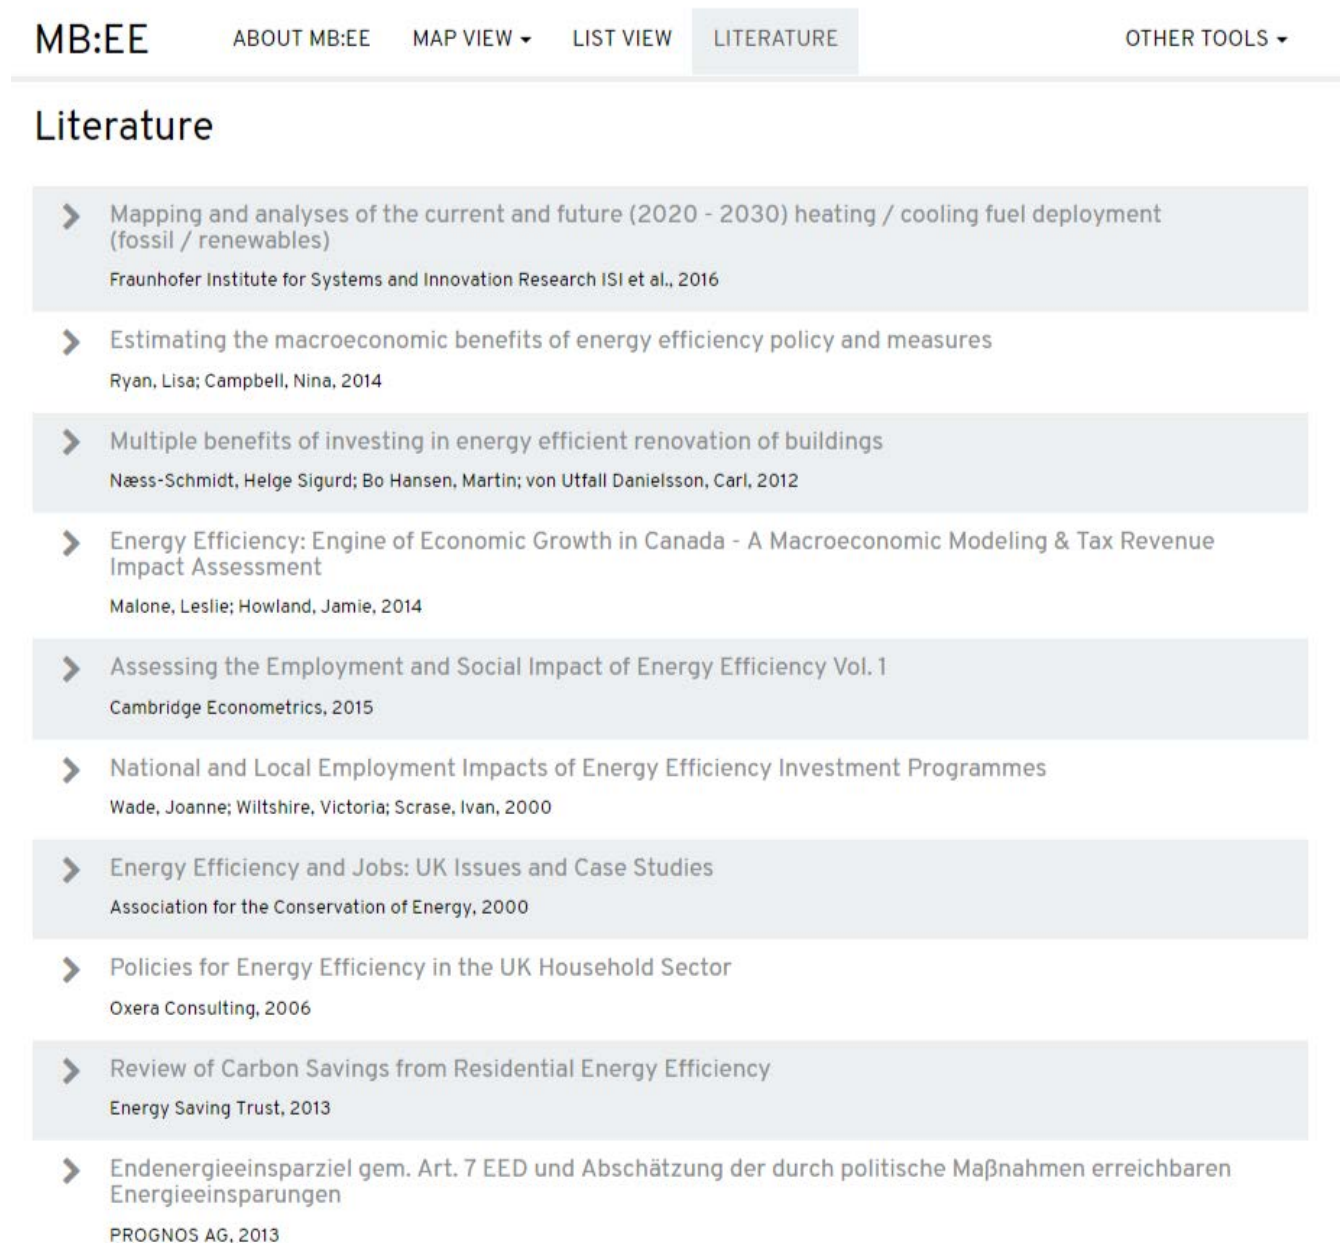 MB:EE ABOUT MB:EE MAP VIEW LIST VIEW LITERATURE OTHER TOOLS
Literature
Mapping and analyses of the current and future (2020 - 2030) heating / cooling fuel deployment
(fossil / renewables)
Fraunhofer Institute for Systems and Innovation Research ISI et al., 2016
Estimating the macroeconomic benefits of energy efficiency policy and measures
Ryan, Lisa; Campbell, Nina, 2014
Multiple benefits of investing in energy efficient renovation of buildings
Næss-Schmidt, Helge Sigurd; Bo Hansen, Martin; von Utfall Danielsson, Carl, 2012
Energy Efficiency: Engine of Economic Growth in Canada - A Macroeconomic Modeling & Tax Revenue
Impact Assessment
Malone, Leslie; Howland, Jamie, 2014
Assessing the Employment and Social Impact of Energy Efficiency Vol. 1
Cambridge Econometrics, 2015
National and Local Employment Impacts of Energy Efficiency Investment Programmes
Wade, Joanne; Wiltshire, Victoria; Scrase, Ivan, 2000
Energy Efficiency and Jobs: UK Issues and Case Studies
Association for the Conservation of Energy, 2000
Policies for Energy Efficiency in the UK Household Sector
Oxera Consulting, 2006
Review of Carbon Savings from Residential Energy Efficiency
Energy Saving Trust, 2013
Endenergieeinsparziel gem. Art. 7 EED und Abschätzung der durch politische Maßnahmen erreichbaren
Energieeinsparungen
PROGNOS AG, 2013